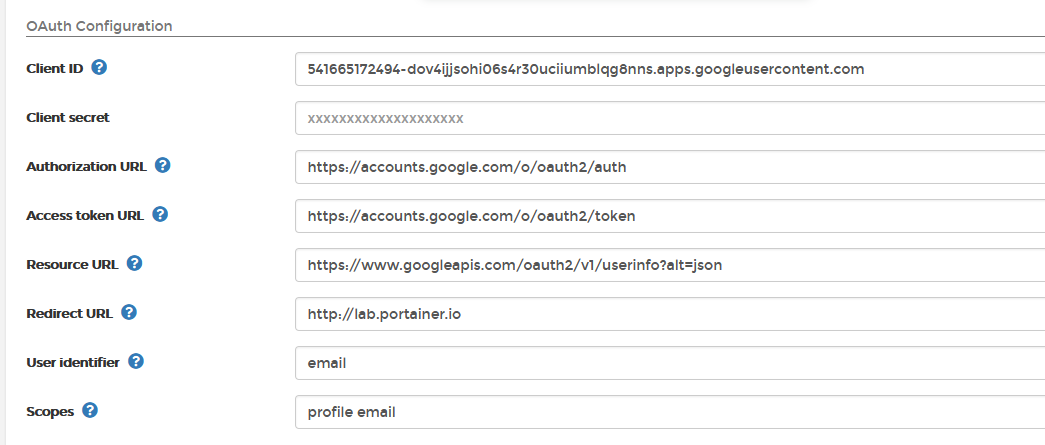 OAuth Configuration
Client ID ? 541665172494-dov4ijjsohi06s4r30uciiumblqg8nns.apps.googleusercontent.com
Client secret xxxxxxxxxxxxxxxxxxxx
Authorization URL ? https://accounts.google.com/o/oauth2/auth
Access token URL ? https://accounts.google.com/o/oauth2/token
Resource URL ? https://www.googleapis.com/oauth2/v1/userinfo?alt=json
Redirect URL ? http://lab.portainer.io
User identifier ? email
Scopes ? profile email